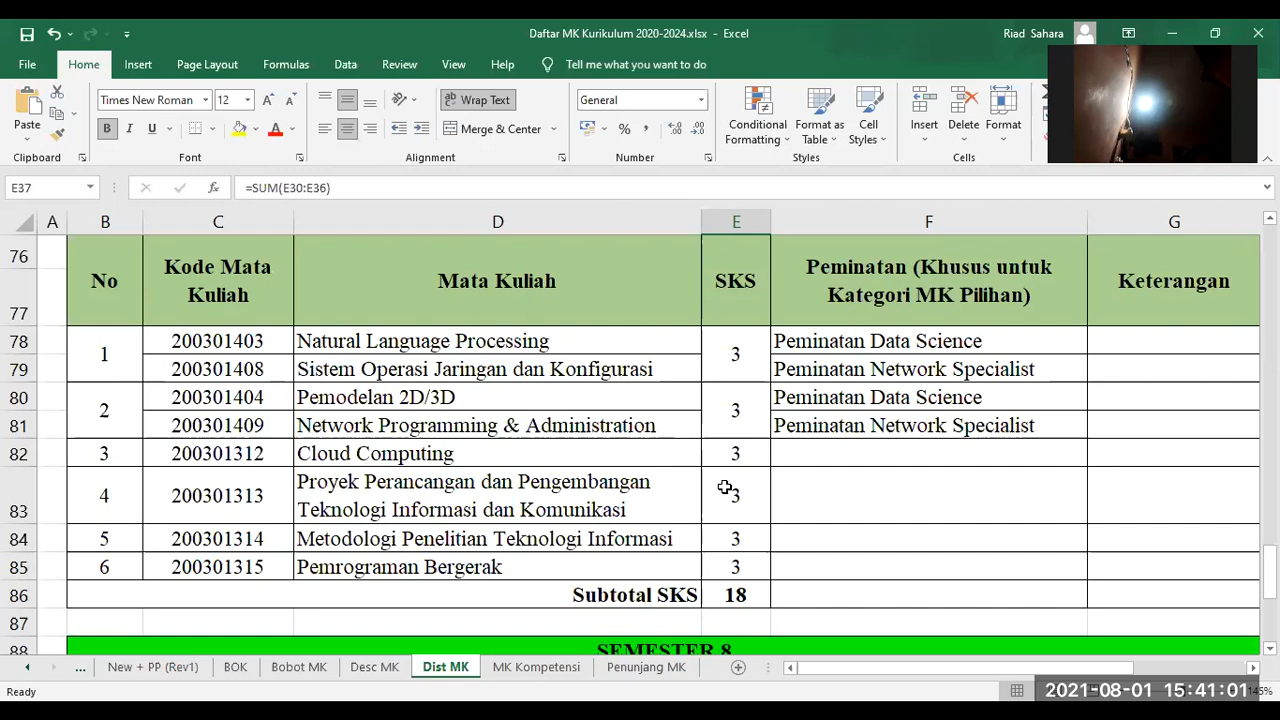 Daftar MK Kurikulum 2020-2024.xlsx - Excel
Riad Sahara
File Home Insert Page Layout Formulas Data Review View Help Tell me what you want to do
Paste
Times New Roman 12
B I U
Wrap Text
Merge & Center
General
Conditional Formatting
Format as Table
Cell Styles
Insert Delete Format
Clipboard Font Alignment Number Styles Cells
E37 fx =SUM(E30:E36)
A B C D E F G
76
77
No Kode Mata Kuliah Mata Kuliah SKS Peminatan (Khusus untuk Kategori MK Pilihan) Keterangan
78 1 200301403 Natural Language Processing 3 Peminatan Data Science
79 200301408 Sistem Operasi Jaringan dan Konfigurasi Peminatan Network Specialist
80 2 200301404 Pemodelan 2D/3D 3 Peminatan Data Science
81 200301409 Network Programming & Administration Peminatan Network Specialist
82 3 200301312 Cloud Computing 3
83 4 200301313 Proyek Perancangan dan Pengembangan Teknologi Informasi dan Komunikasi 3
84 5 200301314 Metodologi Penelitian Teknologi Informasi 3
85 6 200301315 Pemrograman Bergerak 3
86 Subtotal SKS 18
87
88 SEMESTER 8
... New + PP (Rev1) BOK Bobot MK Desc MK Dist MK MK Kompetensi Penunjang MK
Ready
2021-08-01 15:41:01
145%